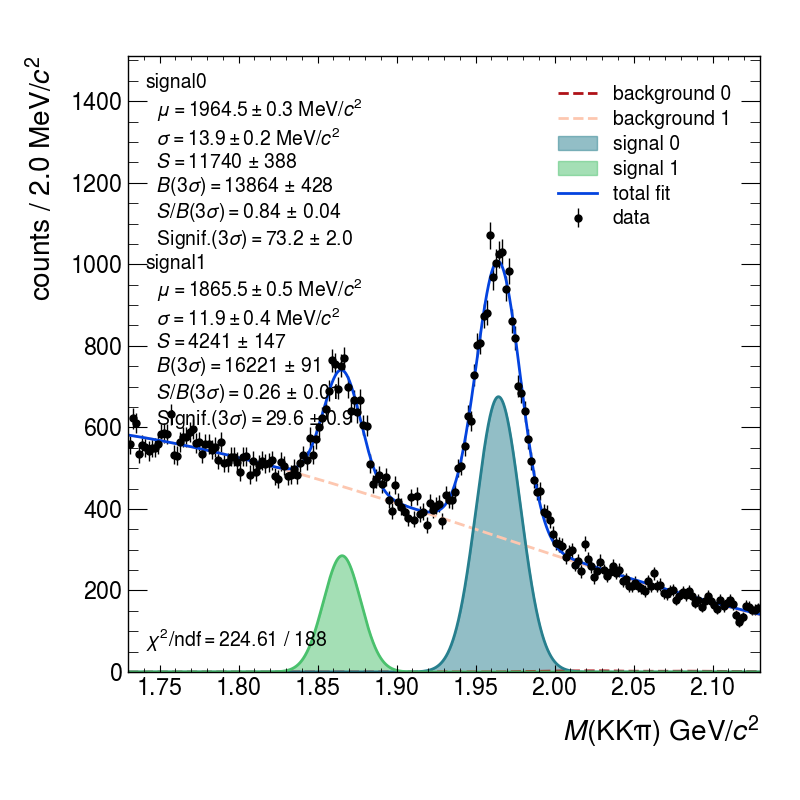 counts / 2.0 MeV/c²
1400
1200
1000
800
600
400
200
0
signal0
μ = 1964.5 ± 0.3 MeV/c²
σ = 13.9 ± 0.2 MeV/c²
S = 11740 ± 388
B(3σ) = 13864 ± 428
S/B(3σ) = 0.84 ± 0.04
Signif.(3σ) = 73.2 ± 2.0
signal1
μ = 1865.5 ± 0.5 MeV/c²
σ = 11.9 ± 0.4 MeV/c²
S = 4241 ± 147
B(3σ) = 16221 ± 91
S/B(3σ) = 0.26 ± 0.0
Signif.(3σ) = 29.6 ± 0.9
χ²/ndf = 224.61 / 188
background 0
background 1
signal 0
signal 1
total fit
data
1.75 1.80 1.85 1.90 1.95 2.00 2.05 2.10
M(KKπ) GeV/c²